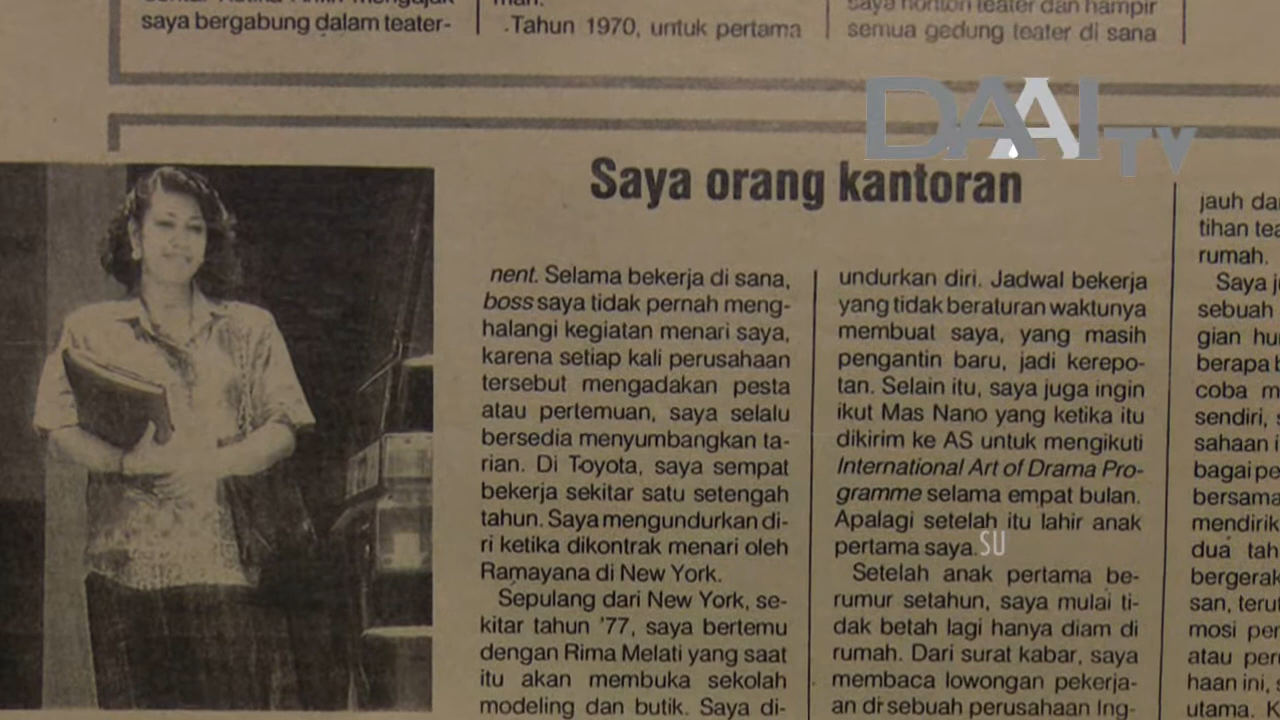 saya bergabung dalam teater-
.Tahun 1970, untuk pertama
saya nonton teater dan hampir
semua gedung teater di sana
DAAI TV
Saya orang kantoran
nent. Selama bekerja di sana,
boss saya tidak pernah meng-
halangi kegiatan menari saya,
karena setiap kali perusahaan
tersebut mengadakan pesta
atau pertemuan, saya selalu
bersedia menyumbangkan ta-
rian. Di Toyota, saya sempat
bekerja sekitar satu setengah
tahun. Saya mengundurkan di-
ri ketika dikontrak menari oleh
Ramayana di New York.
Sepulang dari New York, se-
kitar tahun '77, saya bertemu
dengan Rima Melati yang saat
itu akan membuka sekolah
modeling dan butik. Saya di-
undurkan diri. Jadwal bekerja
yang tidak beraturan waktunya
membuat saya, yang masih
pengantin baru, jadi kerepo-
tan. Selain itu, saya juga ingin
ikut Mas Nano yang ketika itu
dikirim ke AS untuk mengikuti
International Art of Drama Pro-
gramme selama empat bulan.
Apalagi setelah itu lahir anak
pertama saya.
SU
Setelah anak pertama be-
rumur setahun, saya mulai ti-
dak betah lagi hanya diam di
rumah. Dari surat kabar, saya
membaca lowongan pekerja-
an di sebuah perusahaan Ing-
jauh da
tihan tea
rumah.
Saya j
sebuah
gian hu
berapa b
coba m
sendiri, s
sahaan i
bagai pe
bersama
mendirik
dua tah
bergerak
san, teru
mosi per
atau per
haan ini, s
utama. K